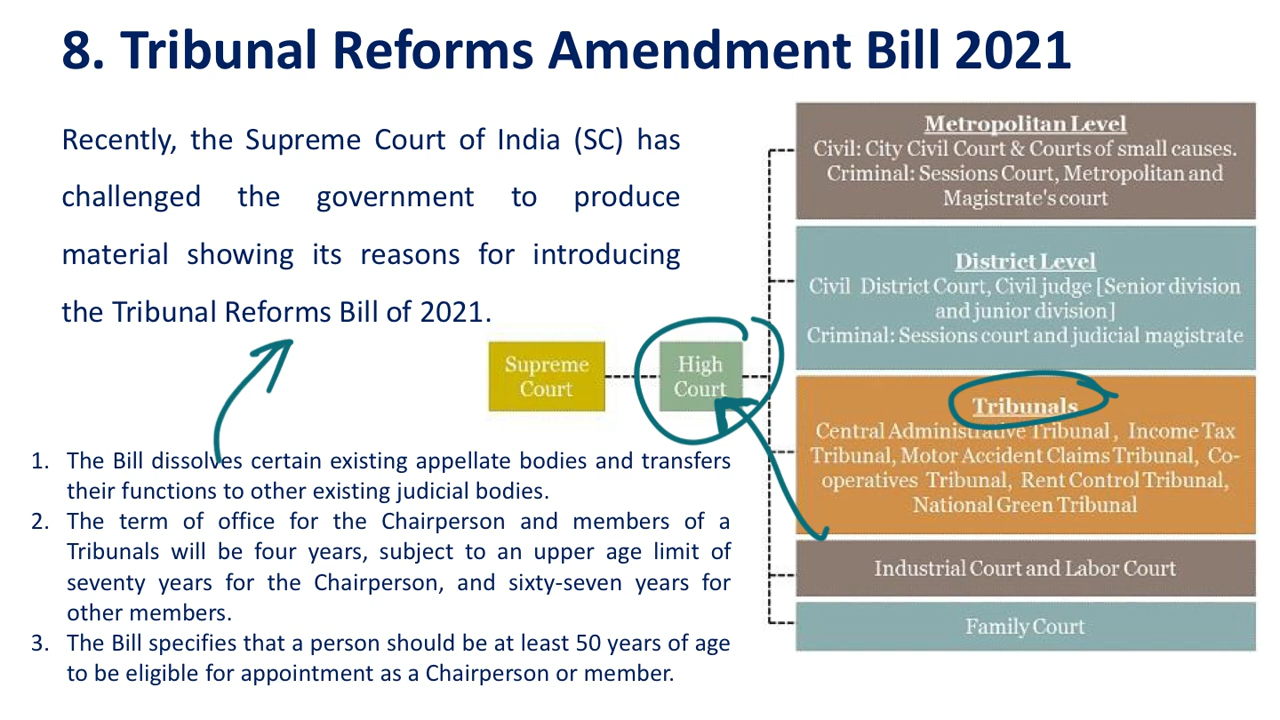 8. Tribunal Reforms Amendment Bill 2021
Recently, the Supreme Court of India (SC) has
challenged the government to produce
material showing its reasons for introducing
the Tribunal Reforms Bill of 2021.
1. The Bill dissolves certain existing appellate bodies and transfers
their functions to other existing judicial bodies.
2. The term of office for the Chairperson and members of a
Tribunals will be four years, subject to an upper age limit of
seventy years for the Chairperson, and sixty-seven years for
other members.
3. The Bill specifies that a person should be at least 50 years of age
to be eligible for appointment as a Chairperson or member.
Supreme
Court
High
Court
Metropolitan Level
Civil: City Civil Court & Courts of small causes.
Criminal: Sessions Court, Metropolitan and
Magistrate's court
District Level
Civil District Court, Civil judge [Senior division
and junior division]
Criminal: Sessions court and judicial magistrate
Tribunals
Central Administrative Tribunal , Income Tax
Tribunal, Motor Accident Claims Tribunal, Co-
operatives Tribunal, Rent Control Tribunal,
National Green Tribunal
Industrial Court and Labor Court
Family Court